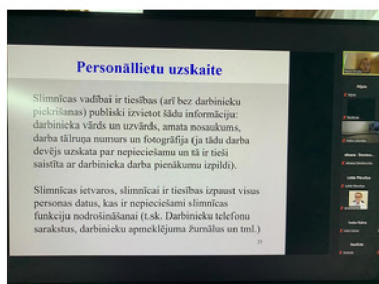 Personāllietu uzskaite
Slimnīcas vadībai ir tiesības (arī bez darbinieku
piekrišanas) publiski izvietot šādu informāciju:
darbinieka vārds un uzvārds, amata nosaukums,
darba tālruņa numurs un fotogrāfija (ja tādu darba
devējs uzskata par nepieciešamu un tā ir tieši
saistīta ar darbinieka darba pienākumu izpildi).
Slimnīcas ietvaros, slimnīcai ir tiesības izpaust visus
personas datus, kas ir nepieciešami slimnīcas
funkciju nodrošināšanai (t.sk. Darbinieku telefonu
sarakstus, darbinieku apmeklējuma žurnālus un tml.)